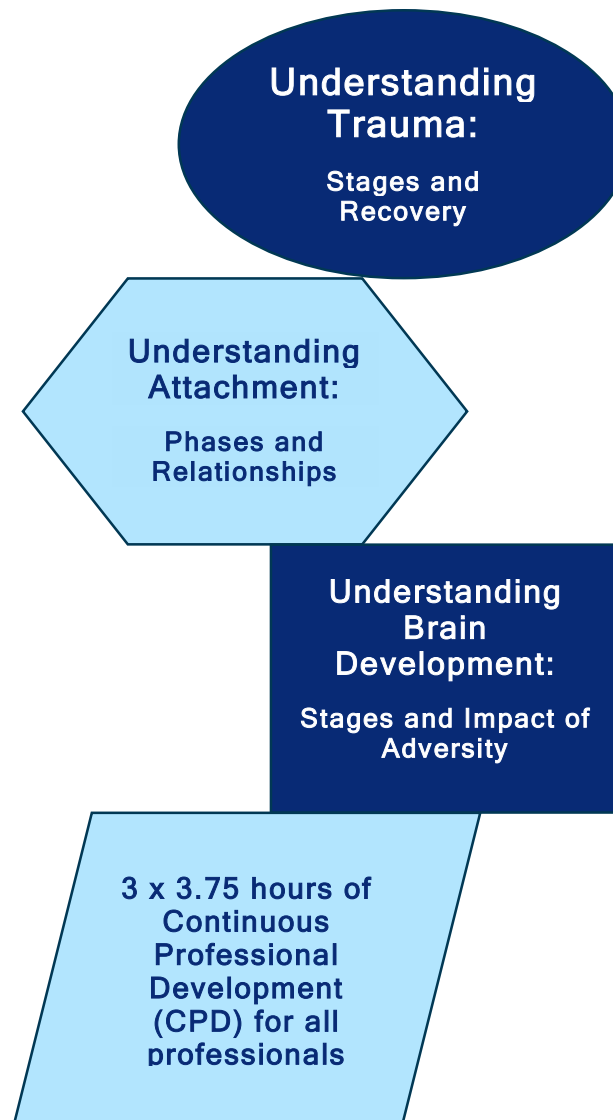 Understanding
Trauma:
Stages and
Recovery
Understanding
Attachment:
Phases and
Relationships
Understanding
Brain
Development:
Stages and Impact of
Adversity
3 x 3.75 hours of
Continuous
Professional
Development
(CPD) for all
professionals